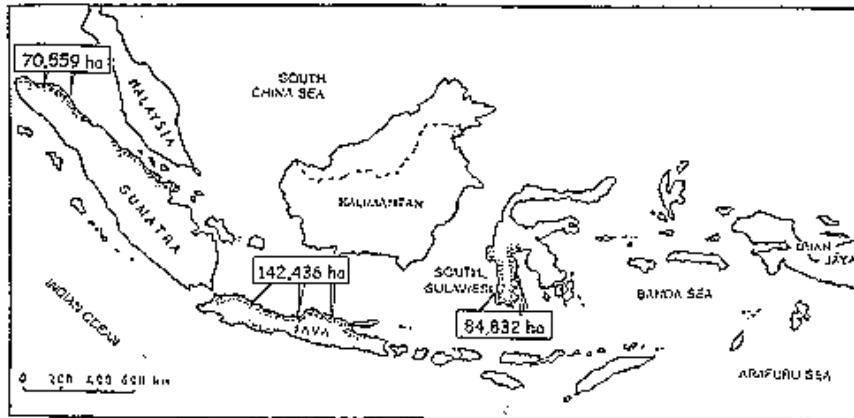 70,559 ha
MALAYSIA
SOUTH
CHINA SEA
SUMATRA
KALIMANTAN
142,436 ha
SOUTH
SULAWESI
IRIAN
JAYA
BANDA SEA
INDIAN OCEAN
JAVA
84,832 ha
0 200 400 600 km
ARAFURU SEA